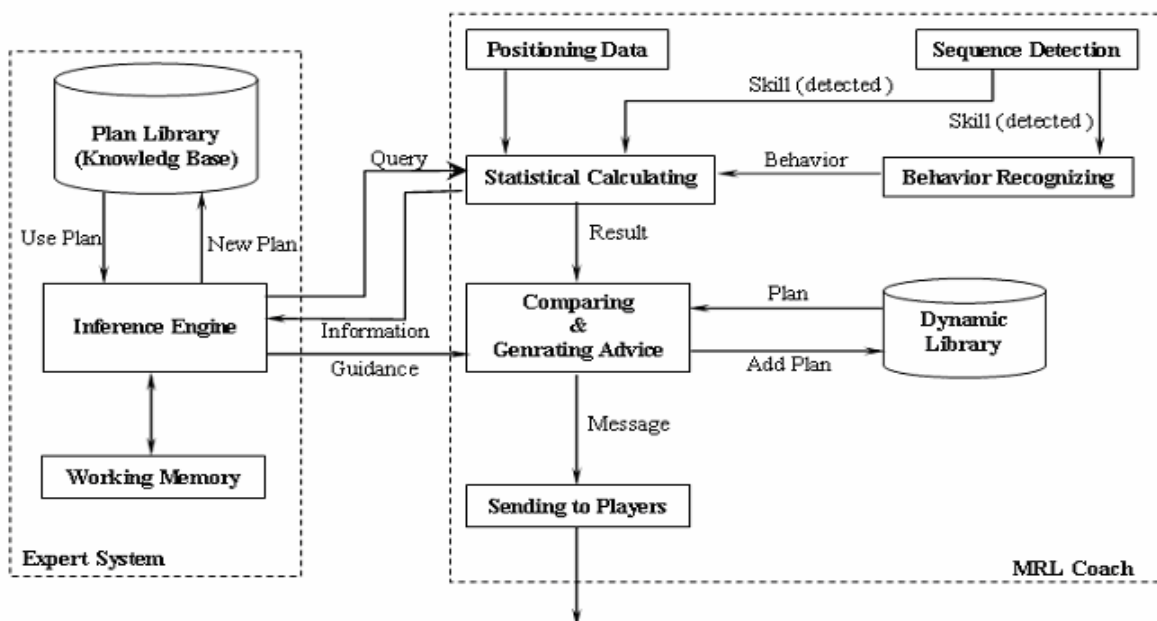 Positioning Data
Sequence Detection
Skill (detected )
Plan Library
(Knowledg Base)
Skill (detected )
Query
Behavior
Statistical Calculating
Behavior Recognizing
Use Plan
New Plan
Result
Plan
Comparing
&
Genrating Advice
Inference Engine
Information
Dynamic
Library
Guidance
Add Plan
Message
Working Memory
Sending to Players
Expert System
MRL Coach